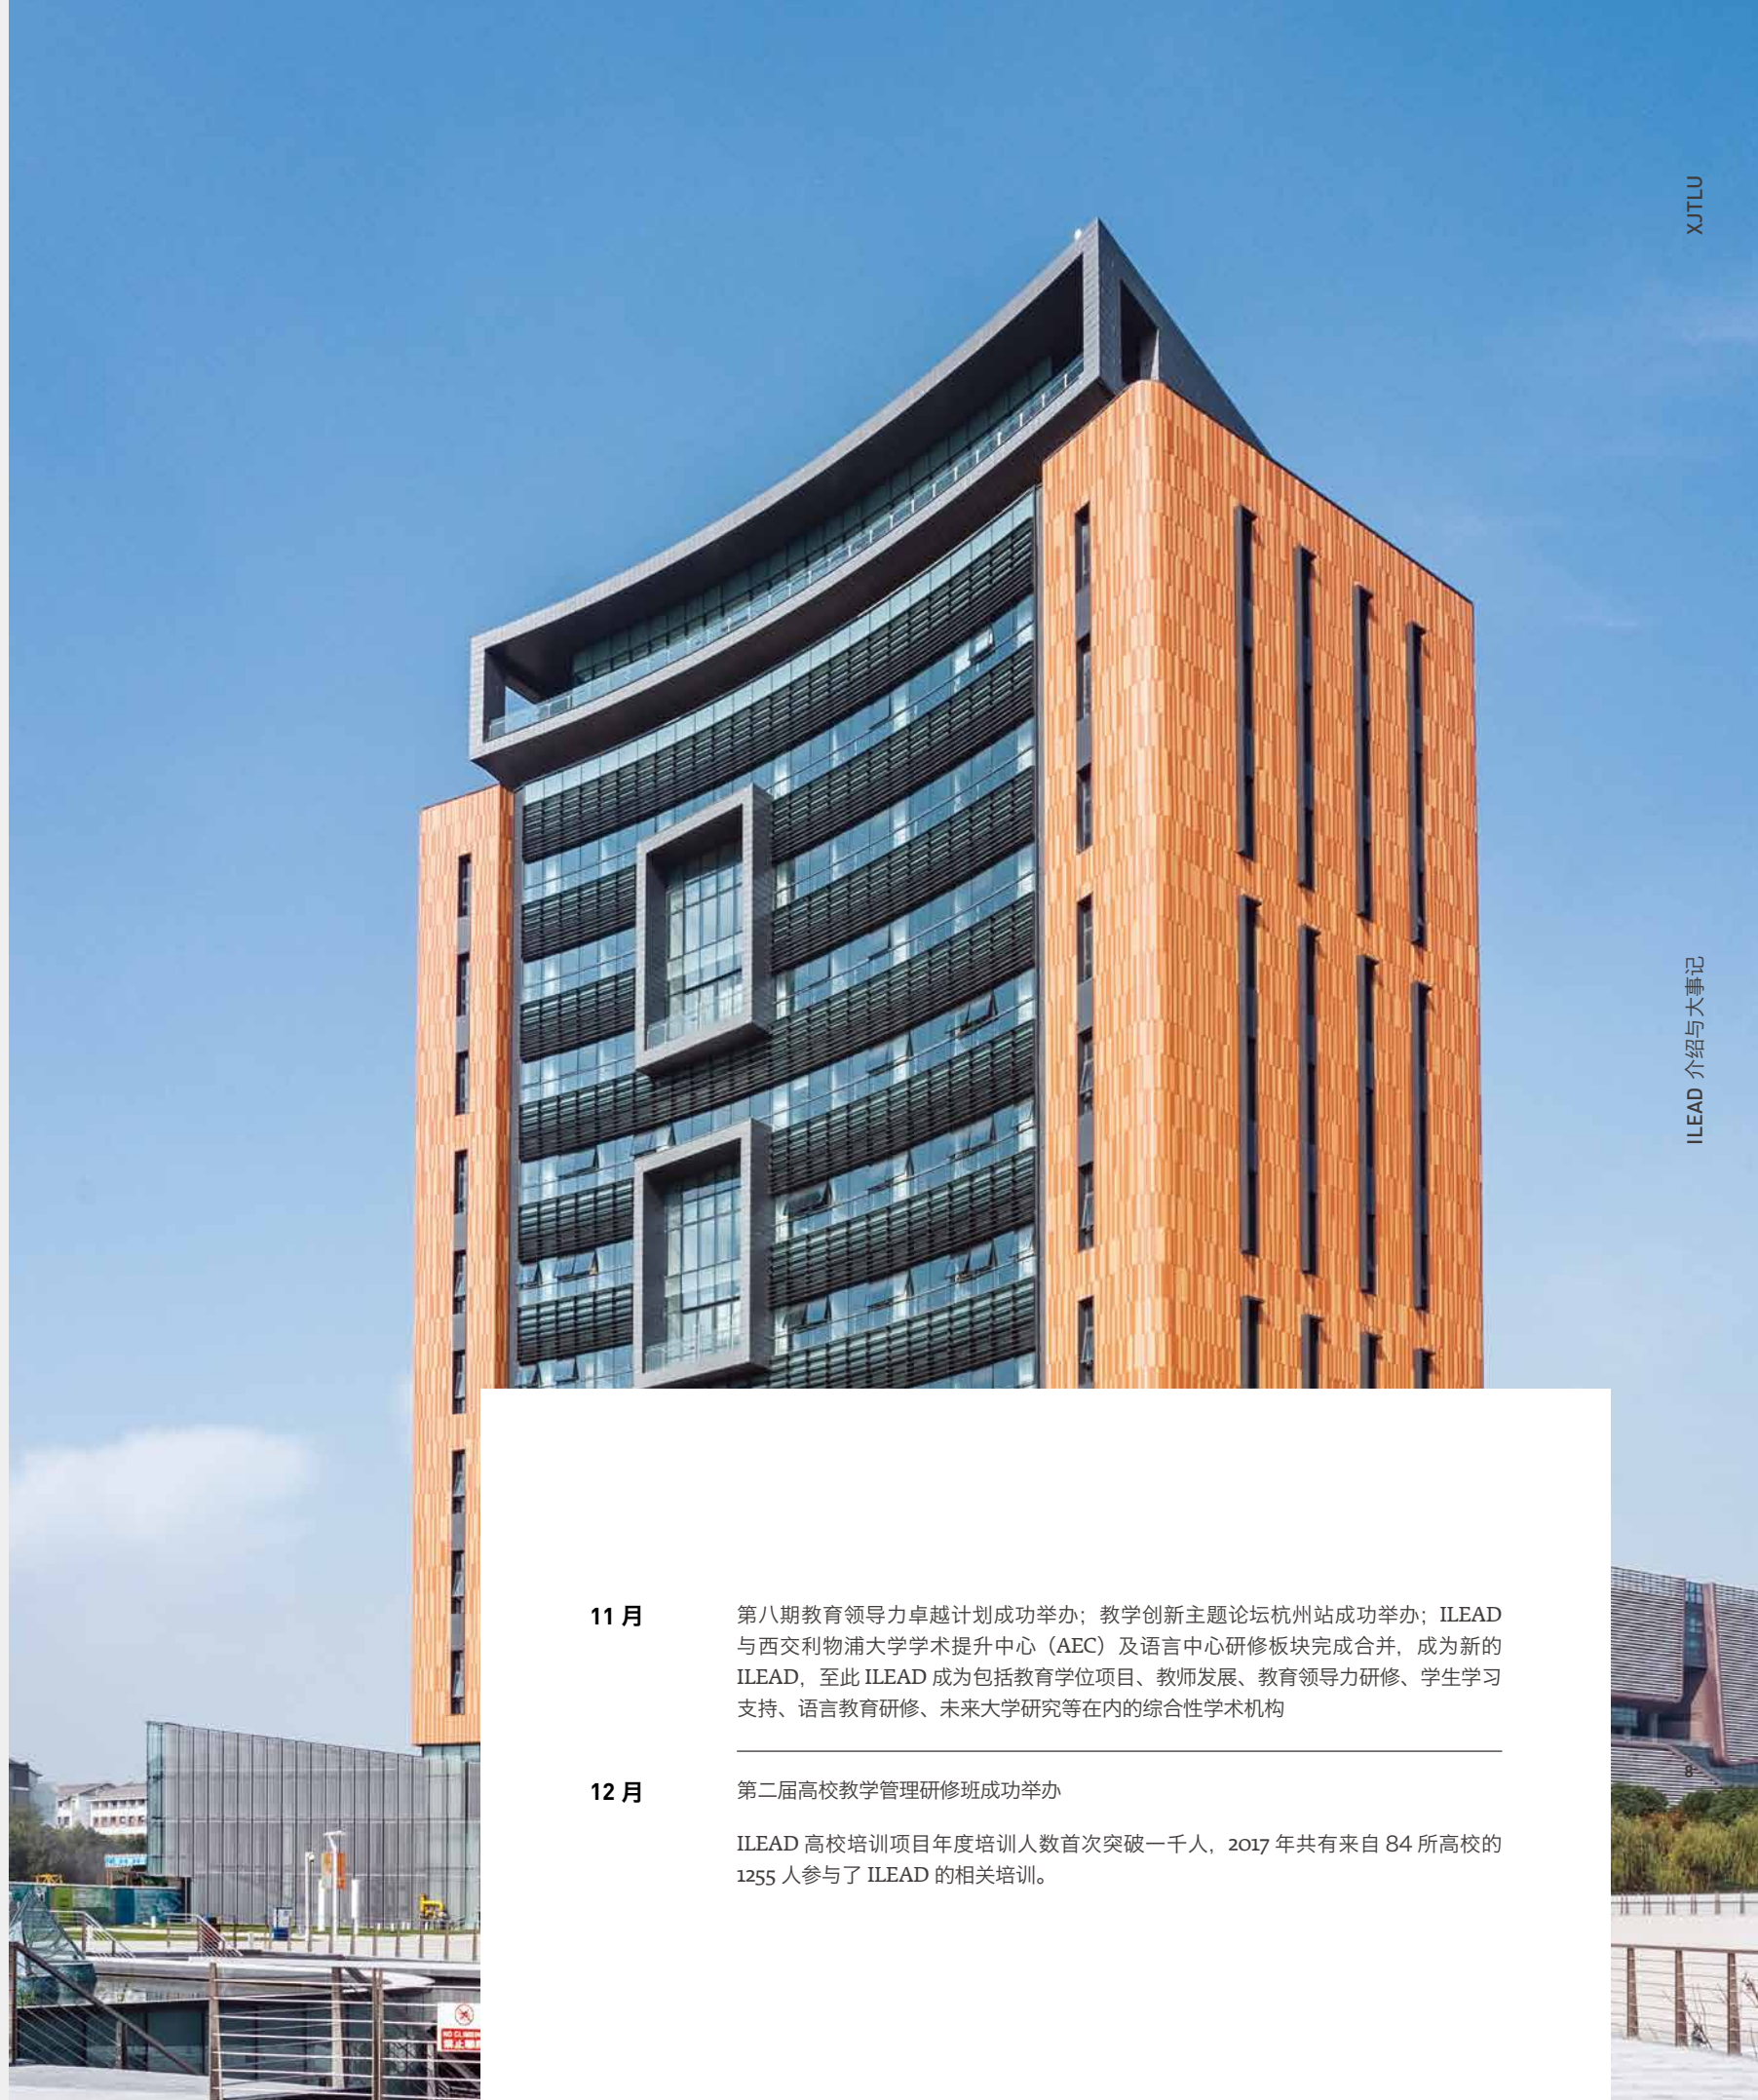 XJTLU
ILEAD 介绍与大事记
11 月
第八期教育领导力卓越计划成功举办；教学创新主题论坛杭州站成功举办；ILEAD
与西交利物浦大学学术提升中心（AEC）及语言中心研修板块完成合并，成为新的
ILEAD，至此 ILEAD 成为包括教育学位项目、教师发展、教育领导力研修、学生学习
支持、语言教育研修、未来大学研究等在内的综合性学术机构
12 月
第二届高校教学管理研修班成功举办
ILEAD 高校培训项目年度培训人数首次突破一千人，2017 年共有来自 84 所高校的
1255 人参与了 ILEAD 的相关培训。
8